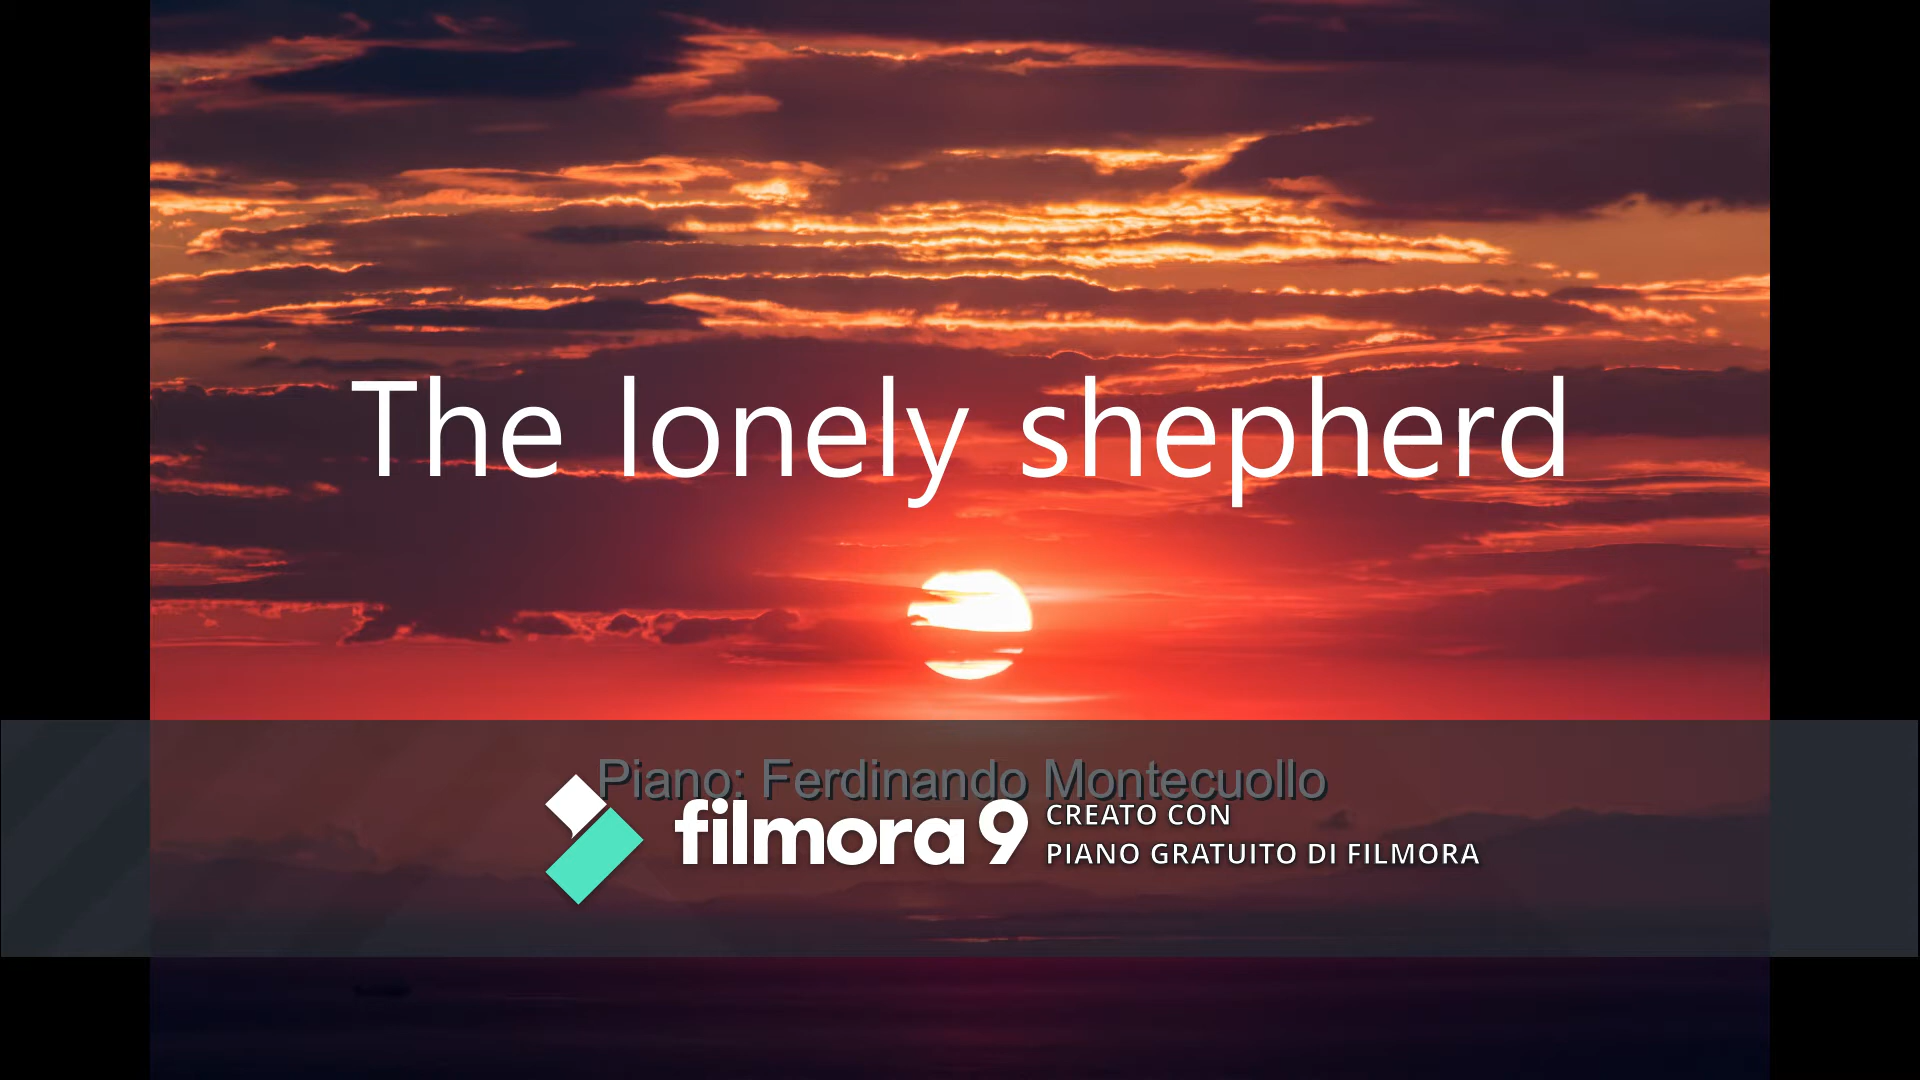 The lonely shepherd
Piano: Ferdinando Montecuollo
filmora9
CREATO CON
PIANO GRATUITO DI FILMORA